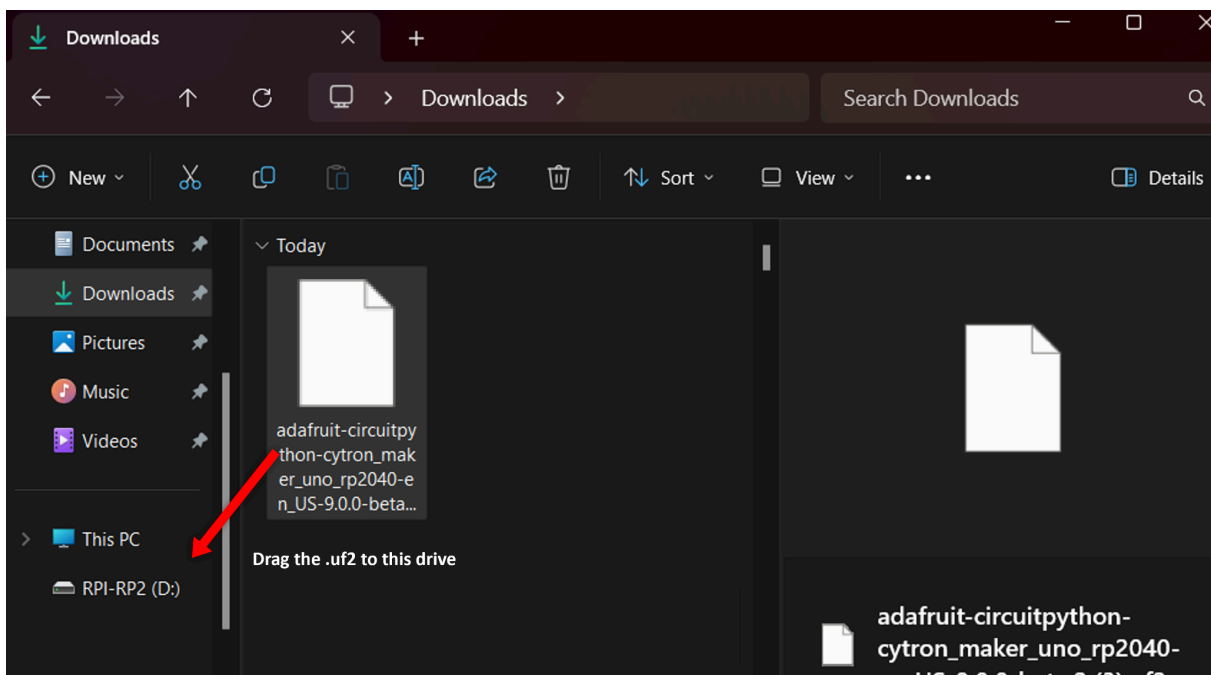 Downloads
Downloads
Search Downloads
New
Sort
View
Details
Documents
Downloads
Pictures
Music
Videos
This PC
RPI-RP2 (D:)
Today
adafruit-circuitpy
thon-cytron_mak
er_uno_rp2040-e
n_US-9.0.0-beta...
Drag the .uf2 to this drive
adafruit-circuitpython-
cytron_maker_uno_rp2040-